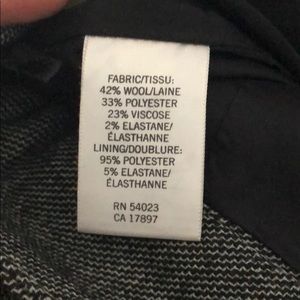 FABRIC/TISSU:
42% WOOL/LAINE
33% POLYESTER
23% VISCOSE
2% ELASTANE/
ÉLASTHANNE
LINING/DOUBLURE:
95% POLYESTER
5% ELASTANE/
ÉLASTHANNE
RN 54023
CA 17897